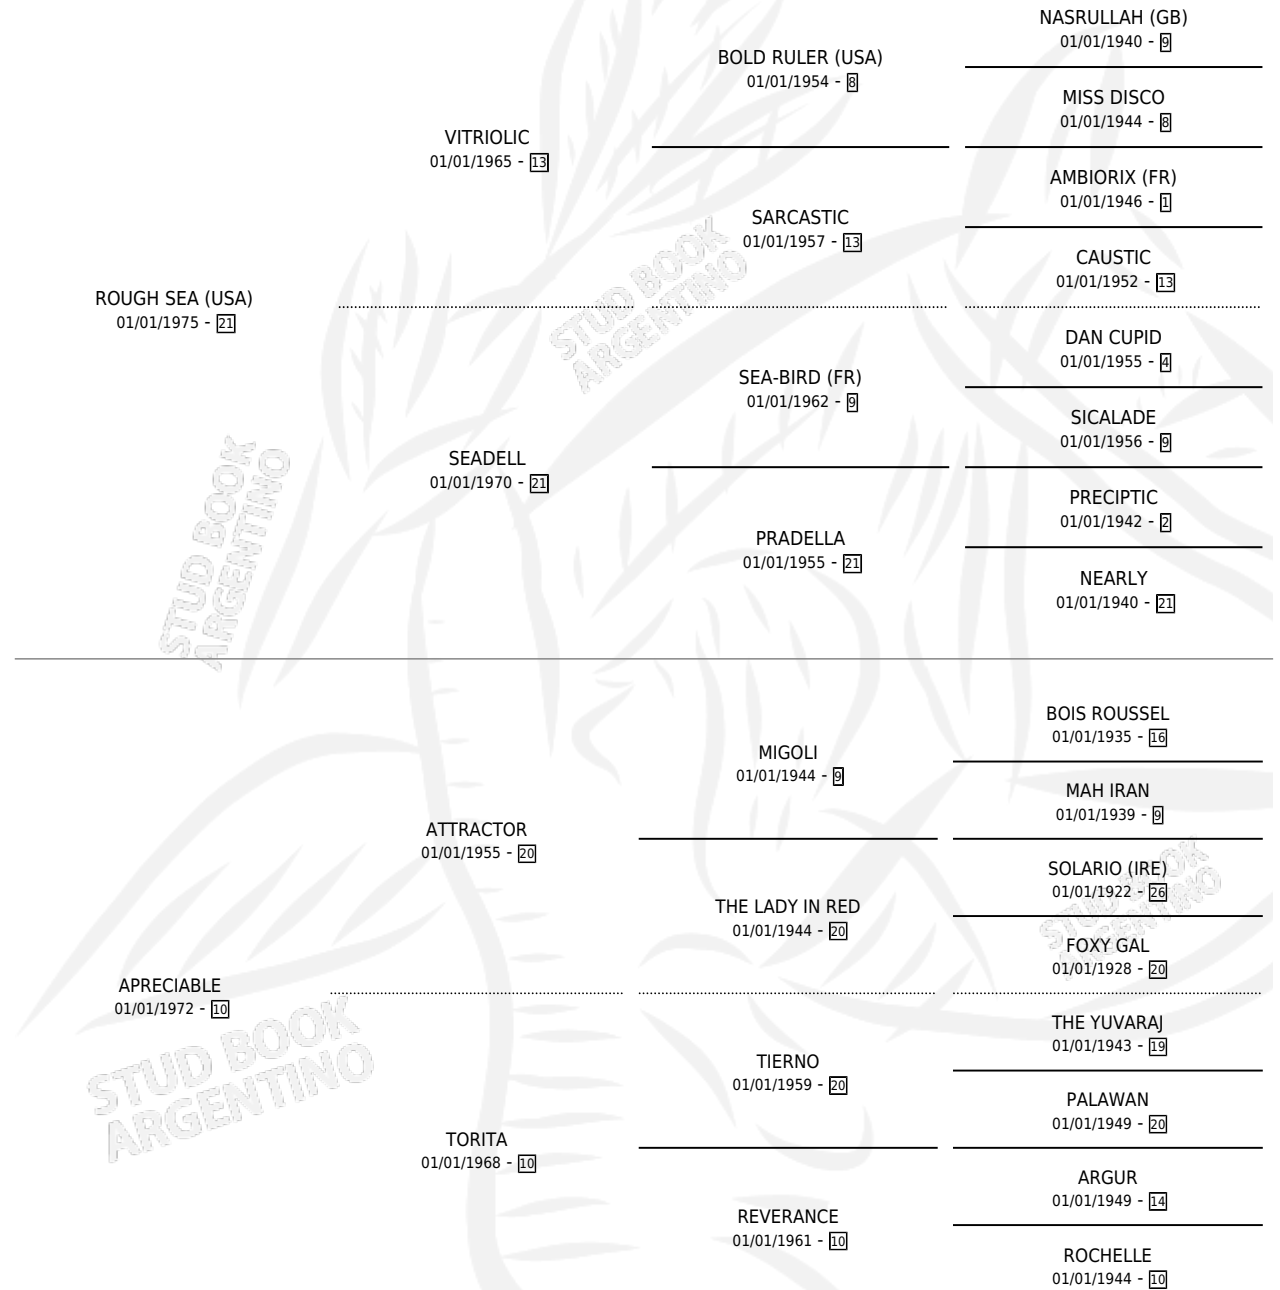 NASRULLAH (GB)
01/01/1940 - 9
BOLD RULER (USA)
01/01/1954 - 8
MISS DISCO
01/01/1944 - 8
VITRIOLIC
01/01/1965 - 13
AMBIORIX (FR)
01/01/1946 - 1
SARCASTIC
01/01/1957 - 13
CAUSTIC
01/01/1952 - 13
ROUGH SEA (USA)
01/01/1975 - 21
DAN CUPID
01/01/1955 - 4
SEA-BIRD (FR)
01/01/1962 - 9
SICALADE
01/01/1956 - 9
SEADELL
01/01/1970 - 21
PRECIPTIC
01/01/1942 - 2
PRADELLA
01/01/1955 - 21
NEARLY
01/01/1940 - 21
BOIS ROUSSEL
01/01/1935 - 16
MIGOLI
01/01/1944 - 9
MAH IRAN
01/01/1939 - 9
ATTRACTOR
01/01/1955 - 20
SOLARIO (IRE)
01/01/1922 - 26
THE LADY IN RED
01/01/1944 - 20
FOXY GAL
01/01/1928 - 20
APRECIABLE
01/01/1972 - 10
THE YUVARAJ
01/01/1943 - 19
TIERNO
01/01/1959 - 20
PALAWAN
01/01/1949 - 20
TORITA
01/01/1968 - 10
ARGUR
01/01/1949 - 14
REVERANCE
01/01/1961 - 10
ROCHELLE
01/01/1944 - 10
STUD BOOK
ARGENTINO
STUD BOOK
ARGENTINO
STUD BOOK
ARGENTINO
STUD BOOK
ARGENTINO